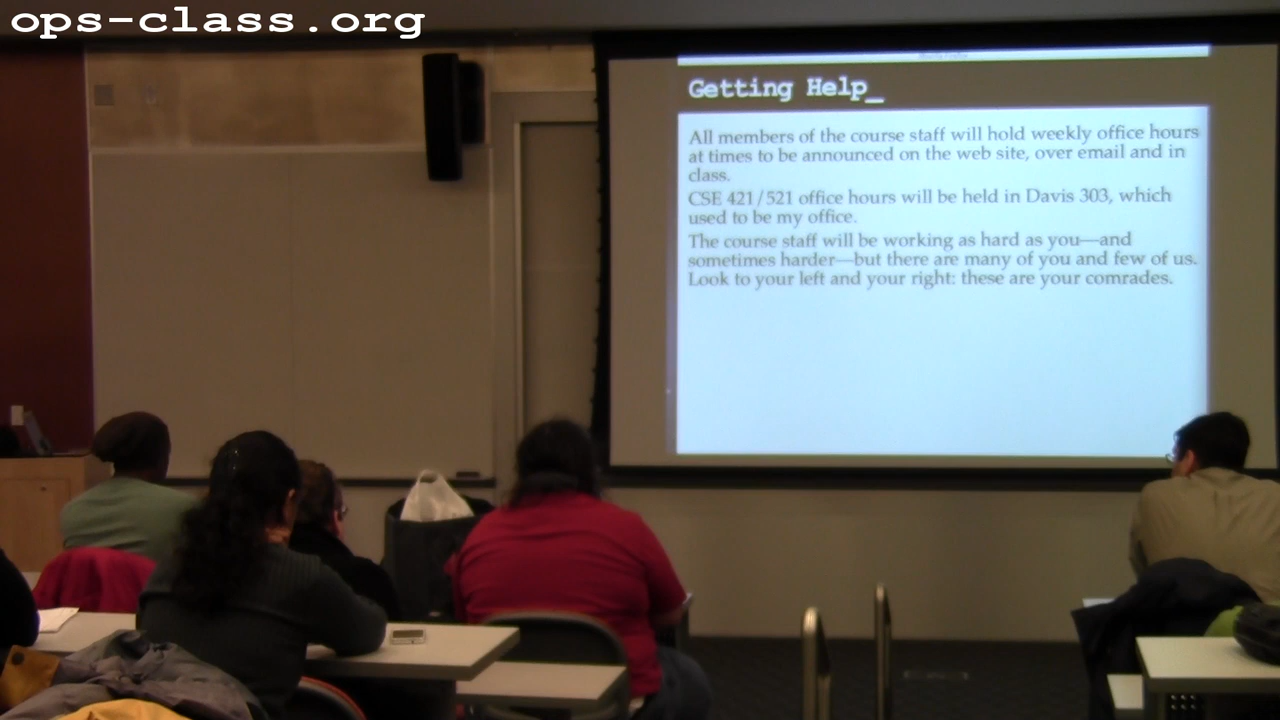 ops-class.org
Getting Help_
All members of the course staff will hold weekly office hours
at times to be announced on the web site, over email and in
class.
CSE 421/521 office hours will be held in Davis 303, which
used to be my office.
The course staff will be working as hard as you—and
sometimes harder—but there are many of you and few of us.
Look to your left and your right: these are your comrades.